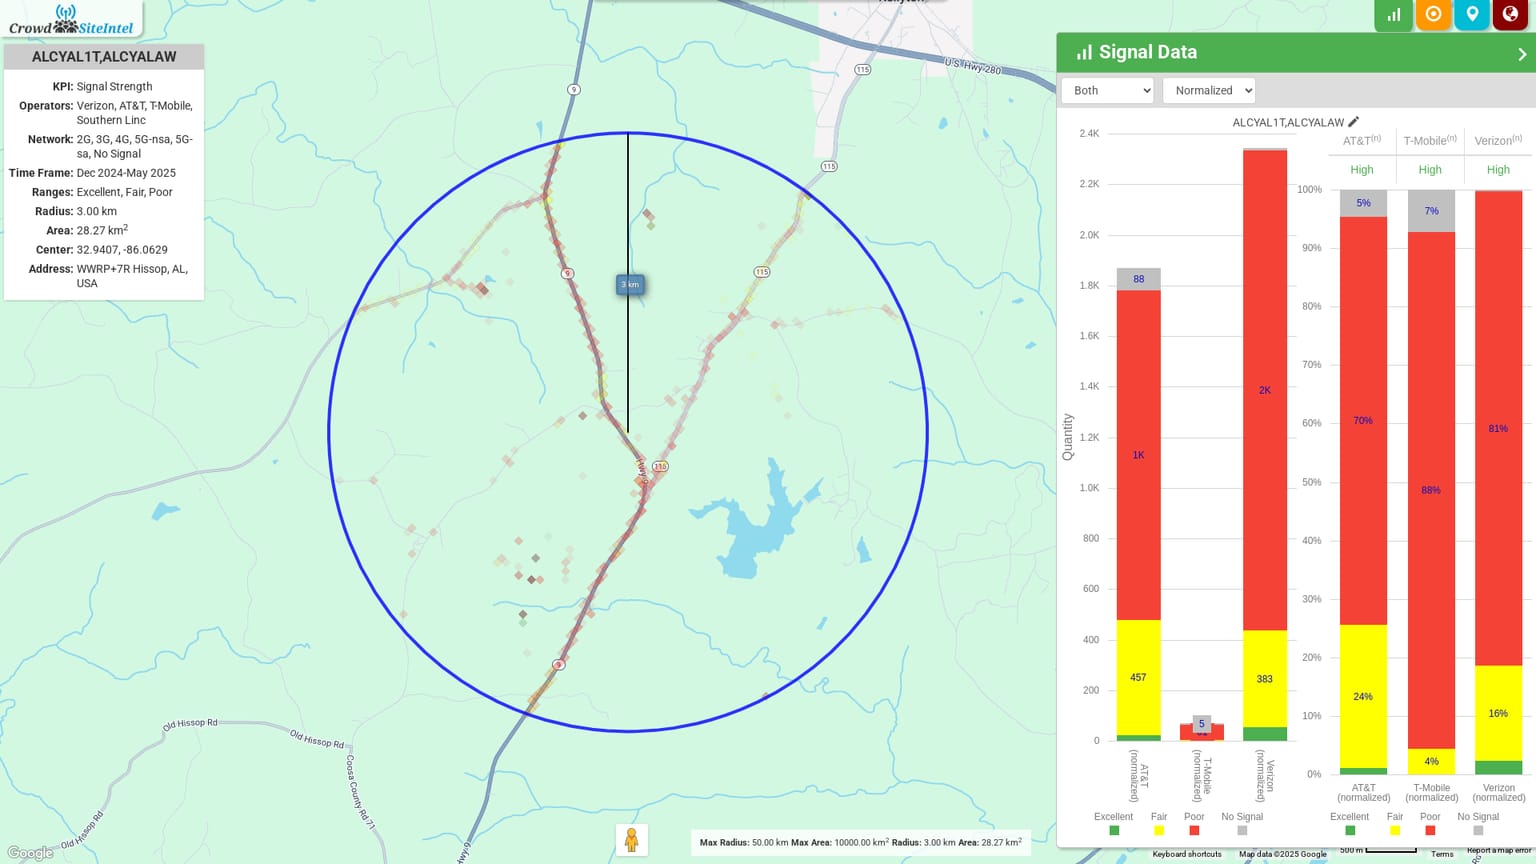 CrowdSiteIntel
ALCYAL1T,ALCYALAW
KPI: Signal Strength
Operators: Verizon, AT&T, T-Mobile,
Southern Linc
Network: 2G, 3G, 4G, 5G-nsa, 5G-
sa, No Signal
Time Frame: Dec 2024-May 2025
Ranges: Excellent, Fair, Poor
Radius: 3.00 km
Area: 28.27 km2
Center: 32.9407, -86.0629
Address: WWRP+7R Hissop, AL,
USA
U.S. Hwy 280
115
9
115
9
115
3 km
115
Hwy-9
9
Old Hissop Rd
Old Hissop Rd
Coosa County Rd 71
Old Hissop Rd
Hwy-9
Google
Max Radius: 50.00 km Max Area: 10000.00 km2 Radius: 3.00 km Area: 28.27 km2
Signal Data
Both
Normalized
ALCYAL1T,ALCYALAW
Quantity
2.4K
2.2K
2.0K
1.8K
1.6K
1.4K
1.2K
1.0K
800
600
400
200
0
88
1K
457
5
2K
383
AT&T
(normalized)
T-Mobile
(normalized)
Verizon
(normalized)
Excellent Fair Poor No Signal
AT&T(n) T-Mobile(n) Verizon(n)
High High High
100%
90%
80%
70%
60%
50%
40%
30%
20%
10%
0%
5%
70%
24%
7%
88%
4%
81%
16%
AT&T
(normalized)
T-Mobile
(normalized)
Verizon
(normalized)
Excellent Fair Poor No Signal
Keyboard shortcuts
Map data ©2025 Google
500 m
Terms
Report a map error